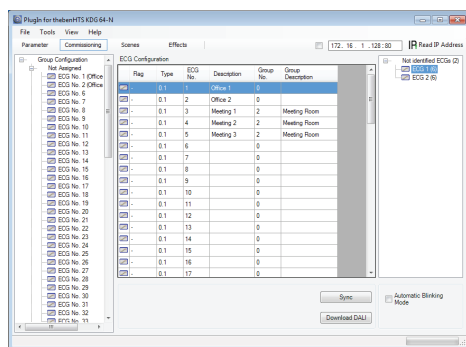 PlugIn for thebenHTS KDG 64-N
File Tools View Help
Parameter Commissioning Scenes Effects 172. 16 . 1 .128 :80 IR Read IP Address
Group Configuration
Not Assigned
ECG No. 1 (Office
ECG No. 2 (Office
ECG No. 6
ECG No. 7
ECG No. 8
ECG No. 9
ECG No. 10
ECG No. 11
ECG No. 12
ECG No. 13
ECG No. 14
ECG No. 15
ECG No. 16
ECG No. 17
ECG No. 18
ECG No. 19
ECG No. 20
ECG No. 21
ECG No. 22
ECG No. 23
ECG No. 24
ECG No. 25
ECG No. 26
ECG No. 27
ECG No. 28
ECG No. 29
ECG No. 30
ECG No. 31
ECG No. 32
ECG No. 33
ECG Configuration
Flag Type ECG No. Description Group No. Group Description
- 0.1 1 Office 1 0
- 0.1 2 Office 2 0
- 0.1 3 Meeting 1 2 Meeting Room
- 0.1 4 Meeting 2 2 Meeting Room
- 0.1 5 Meeting 3 2 Meeting Room
- 0.1 6 0
- 0.1 7 0
- 0.1 8 0
- 0.1 9 0
- 0.1 10 0
- 0.1 11 0
- 0.1 12 0
- 0.1 13 0
- 0.1 14 0
- 0.1 15 0
- 0.1 16 0
- 0.1 17 0
Sync
Download DALI
Not identified ECGs (2)
ECG 1 (6)
ECG 2 (6)
Automatic Blinking
Mode